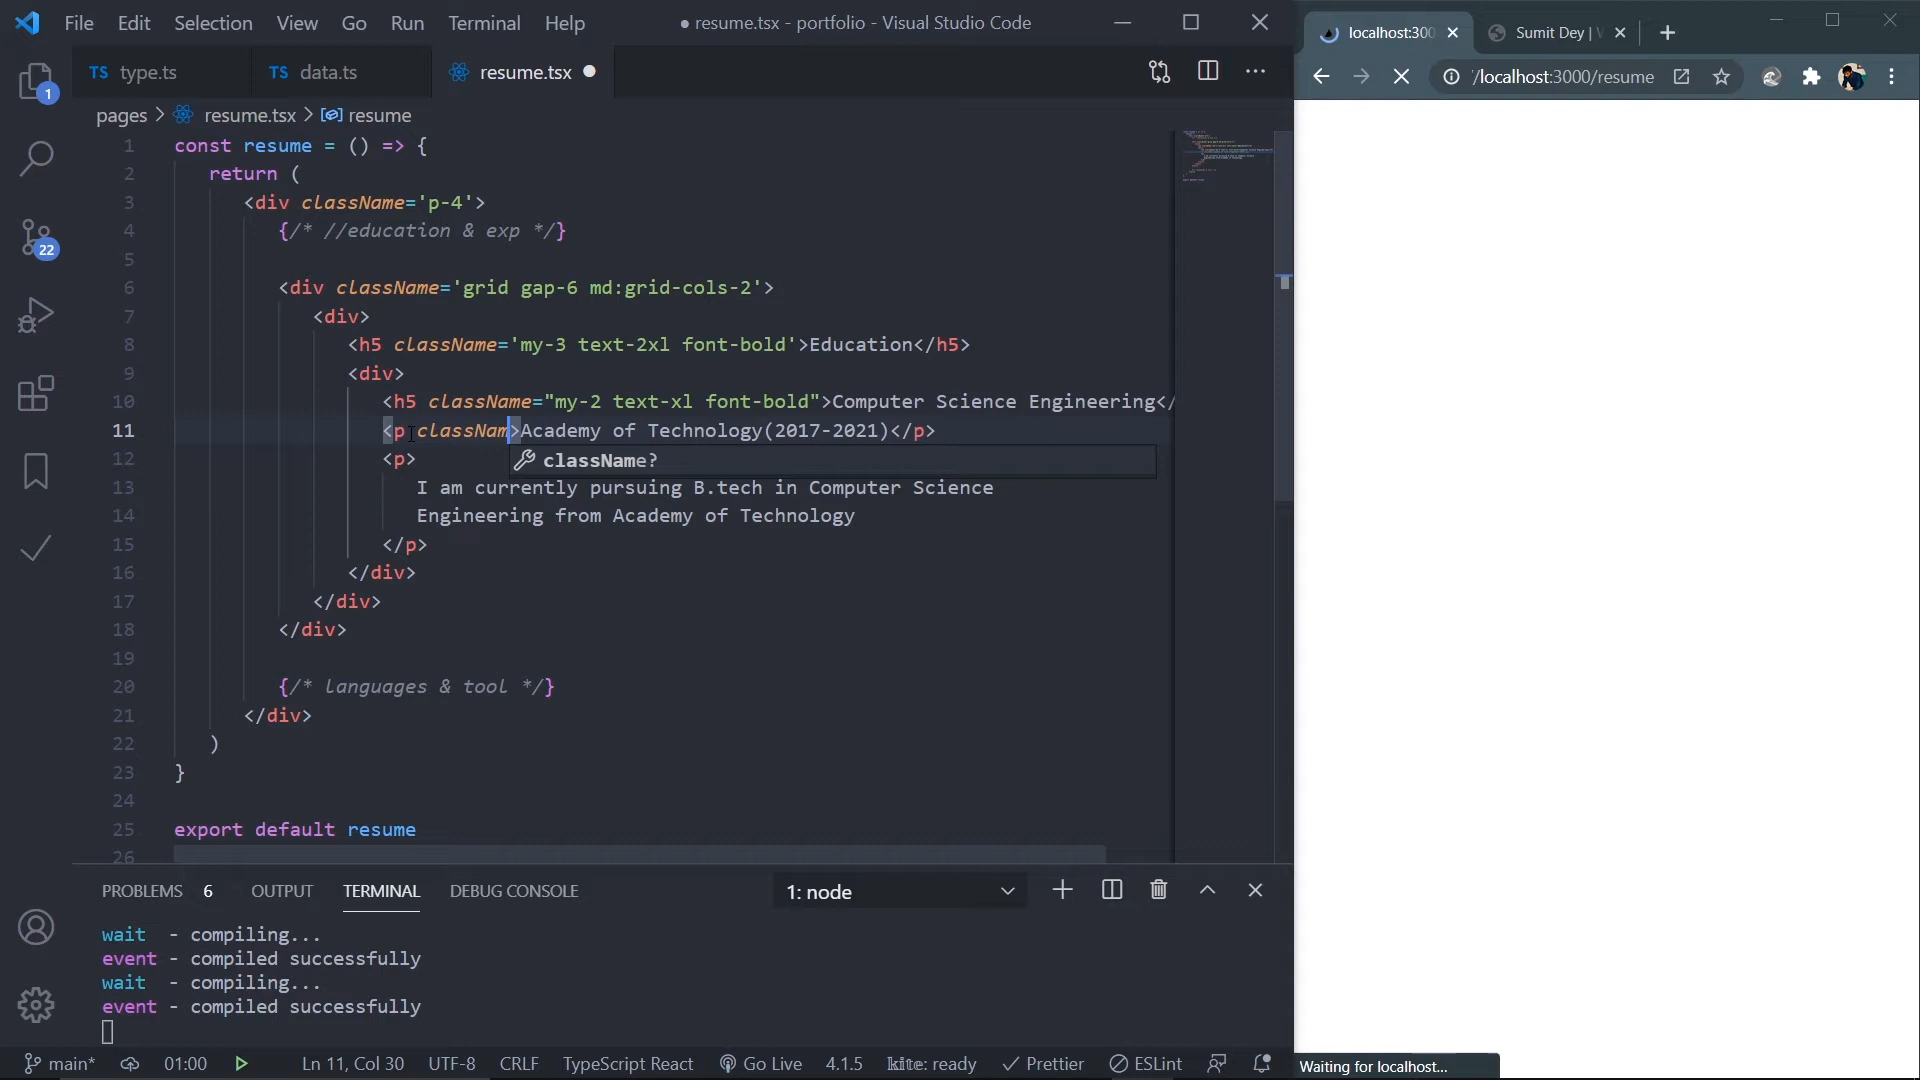 File Edit Selection View Go Run Terminal Help
● resume.tsx - portfolio - Visual Studio Code
TS type.ts
TS data.ts
resume.tsx
pages > resume.tsx > resume
1 const resume = () => {
2 return (
3 <div className='p-4'>
4 {/* //education & exp */}
5
6 <div className='grid gap-6 md:grid-cols-2'>
7 <div>
8 <h5 className='my-3 text-2xl font-bold'>Education</h5>
9 <div>
10 <h5 className="my-2 text-xl font-bold">Computer Science Engineering</
11 <p classNam>Academy of Technology(2017-2021)</p>
className?
12 <p>
13 I am currently pursuing B.tech in Computer Science
14 Engineering from Academy of Technology
15 </p>
16 </div>
17 </div>
18 </div>
19
20 {/* languages & tool */}
21 </div>
22 )
23 }
24
25 export default resume
26
PROBLEMS 6 OUTPUT TERMINAL DEBUG CONSOLE
1: node
wait - compiling...
event - compiled successfully
wait - compiling...
event - compiled successfully
1
22
main* 01:00 Ln 11, Col 30 UTF-8 CRLF TypeScript React Go Live 4.1.5 kite: ready Prettier ESLint
localhost:300
Sumit Dey |
/localhost:3000/resume
Waiting for localhost...